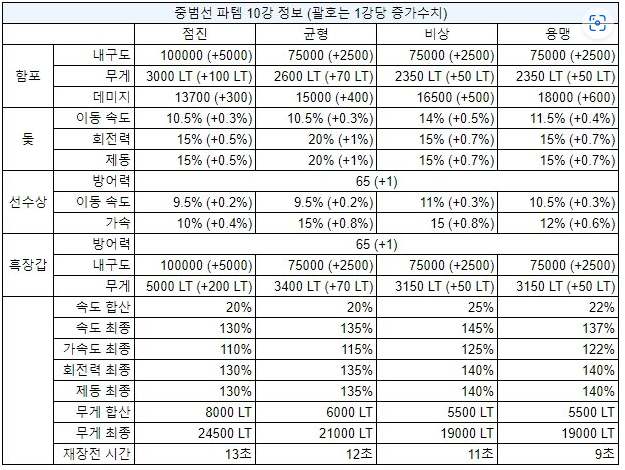 중범선 파템 10강 정보 (괄호는 1강당 증가수치)
점진 균형 비상 용맹
함포 내구도 100000 (+5000) 75000 (+2500) 75000 (+2500) 75000 (+2500)
무게 3000 LT (+100 LT) 2600 LT (+70 LT) 2350 LT (+50 LT) 2350 LT (+50 LT)
데미지 13700 (+300) 15000 (+400) 16500 (+500) 18000 (+600)
돛 이동 속도 10.5% (+0.3%) 10.5% (+0.3%) 14% (+0.5%) 11.5% (+0.4%)
회전력 15% (+0.5%) 20% (+1%) 15% (+0.7%) 15% (+0.7%)
제동 15% (+0.5%) 20% (+1%) 15% (+0.7%) 15% (+0.7%)
선수상 방어력 65 (+1)
이동 속도 9.5% (+0.2%) 9.5% (+0.2%) 11% (+0.3%) 10.5% (+0.3%)
가속 10% (+0.4%) 15% (+0.8%) 15 (+0.8%) 12% (+0.6%)
흑장갑 방어력 65 (+1)
내구도 100000 (+5000) 75000 (+2500) 75000 (+2500) 75000 (+2500)
무게 5000 LT (+200 LT) 3400 LT (+70 LT) 3150 LT (+50 LT) 3150 LT (+50 LT)
속도 합산 20% 20% 25% 22%
속도 최종 130% 135% 145% 137%
가속도 최종 110% 115% 125% 122%
회전력 최종 130% 135% 140% 140%
제동 최종 130% 135% 140% 140%
무게 합산 8000 LT 6000 LT 5500 LT 5500 LT
무게 최종 24500 LT 21000 LT 19000 LT 19000 LT
재장전 시간 13초 12초 11초 9초